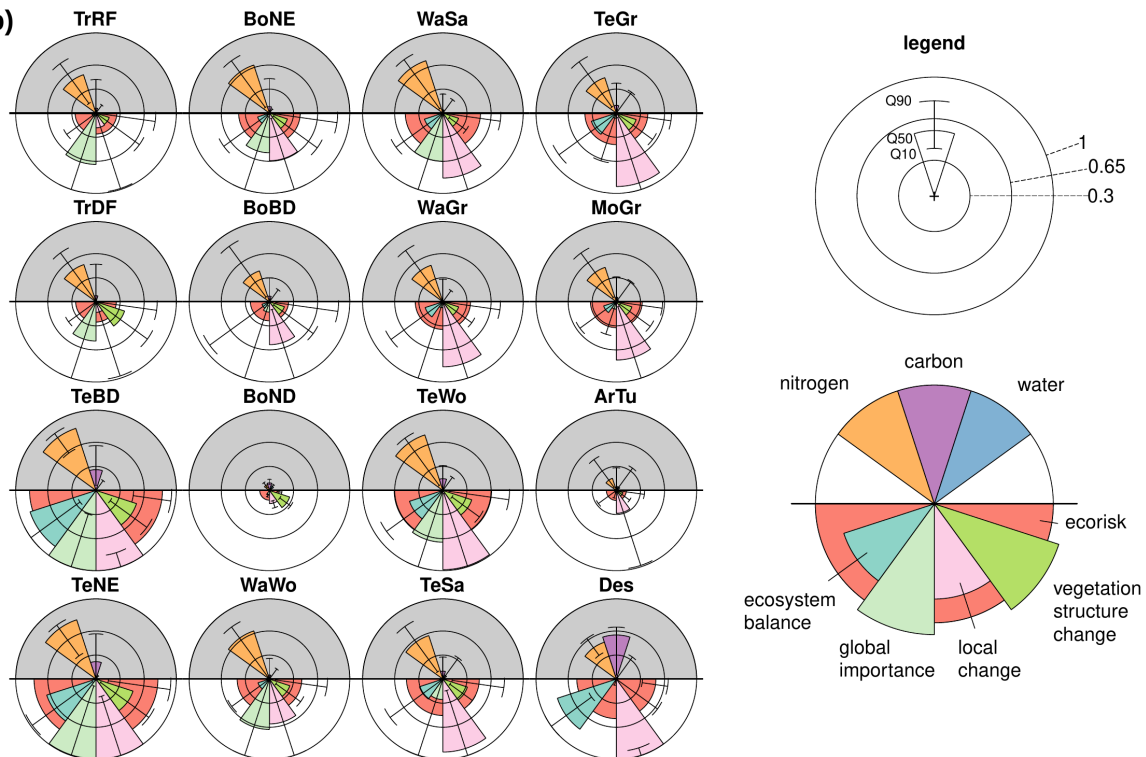 )
TrRF
BoNE
WaSa
TeGr
TrDF
BoBD
WaGr
MoGr
TeBD
BoND
TeWo
ArTu
TeNE
WaWo
TeSa
Des
legend
Q90
Q50
Q10
1
0.65
0.3
carbon
nitrogen
water
ecorisk
ecosystem
balance
global
importance
local
change
vegetation
structure
change